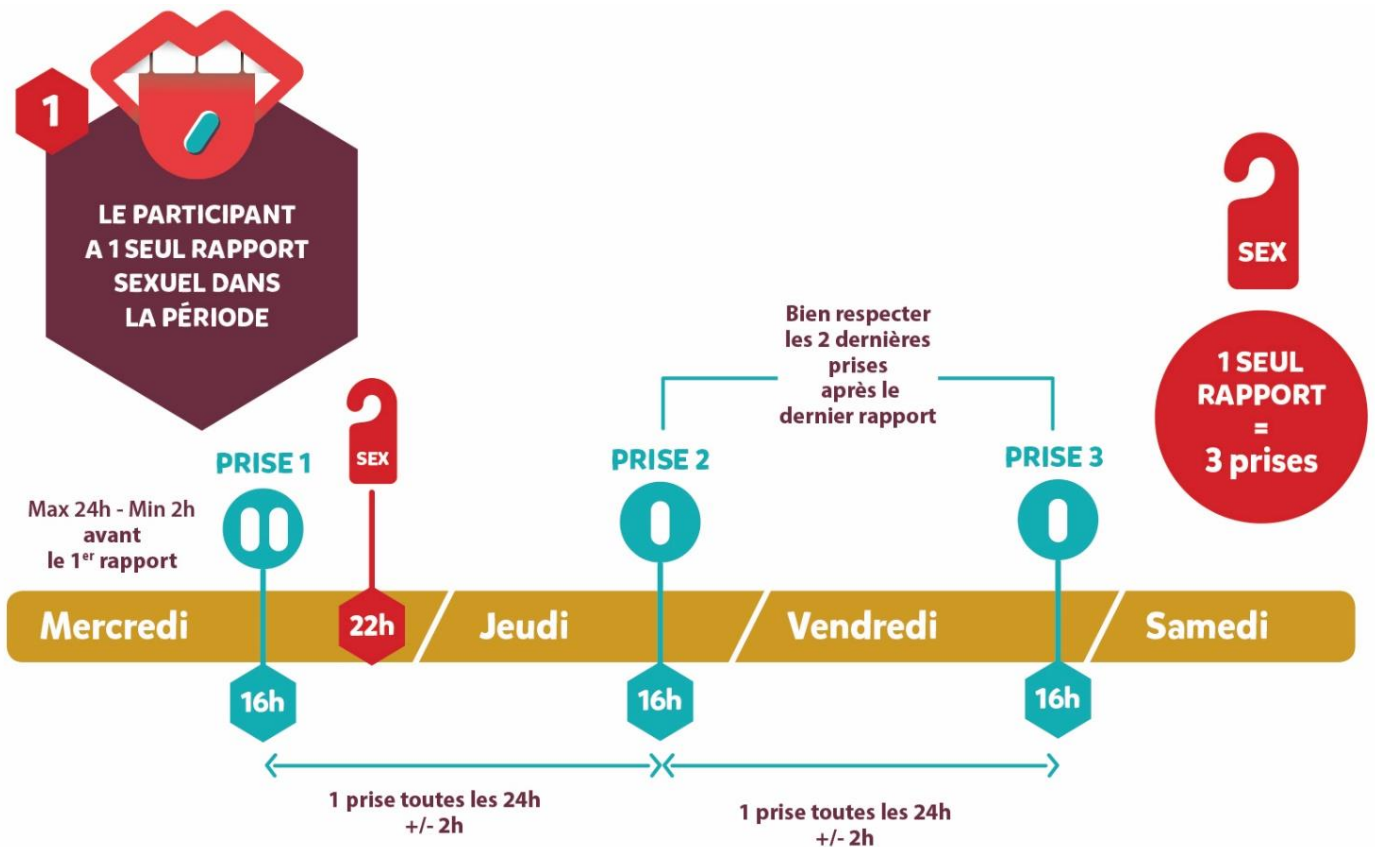 1
LE PARTICIPANT
A 1 SEUL RAPPORT
SEXUEL DANS
LA PÉRIODE
SEX
1 SEUL
RAPPORT
=
3 prises
Bien respecter
les 2 dernières
prises
après le
dernier rapport
Max 24h - Min 2h
avant
le 1er rapport
PRISE 1
SEX
PRISE 2
PRISE 3
Mercredi
22h
Jeudi
Vendredi
Samedi
16h
16h
16h
1 prise toutes les 24h
+/- 2h
1 prise toutes les 24h
+/- 2h